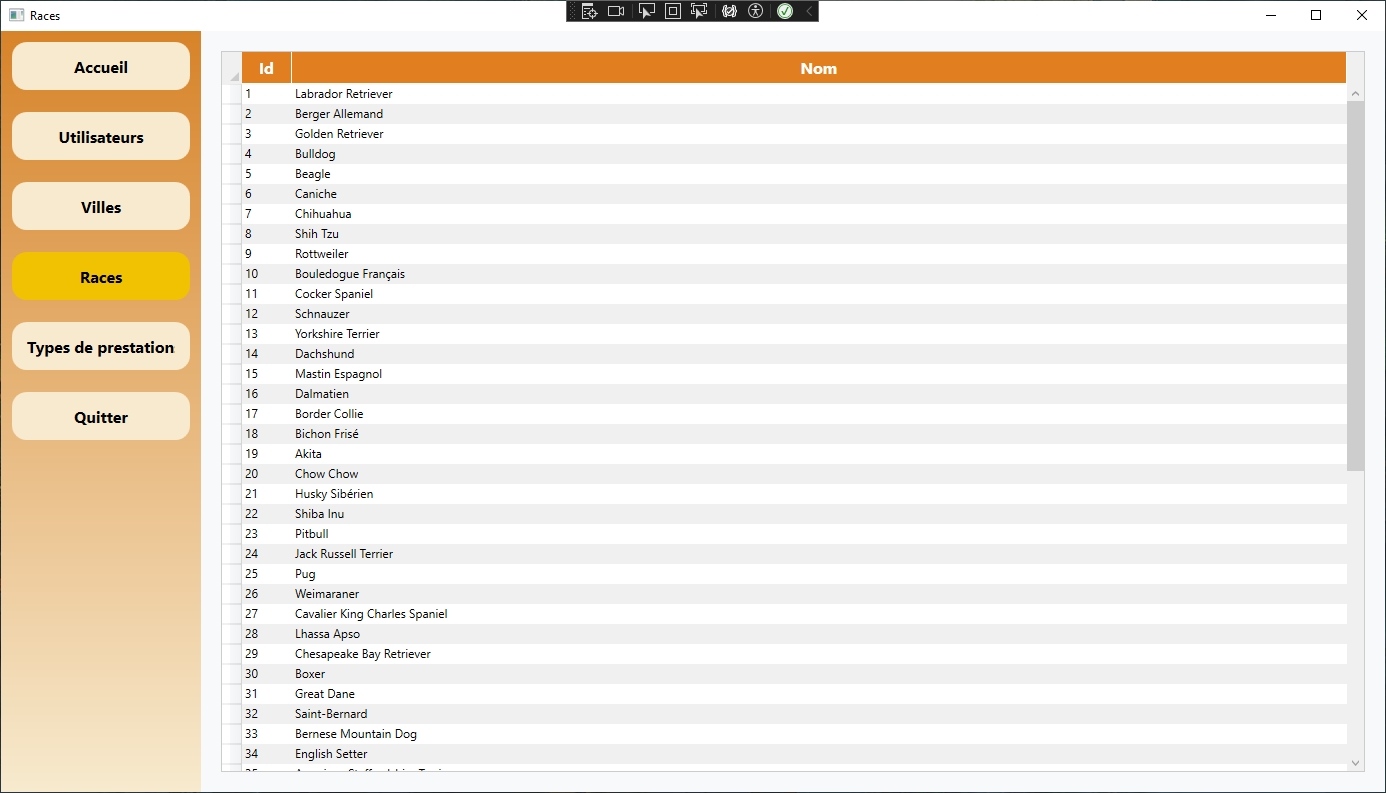 Races
Accueil
Utilisateurs
Villes
Races
Types de prestation
Quitter
Id Nom
1 Labrador Retriever
2 Berger Allemand
3 Golden Retriever
4 Bulldog
5 Beagle
6 Caniche
7 Chihuahua
8 Shih Tzu
9 Rottweiler
10 Bouledogue Français
11 Cocker Spaniel
12 Schnauzer
13 Yorkshire Terrier
14 Dachshund
15 Mastin Espagnol
16 Dalmatien
17 Border Collie
18 Bichon Frisé
19 Akita
20 Chow Chow
21 Husky Sibérien
22 Shiba Inu
23 Pitbull
24 Jack Russell Terrier
25 Pug
26 Weimaraner
27 Cavalier King Charles Spaniel
28 Lhassa Apso
29 Chesapeake Bay Retriever
30 Boxer
31 Great Dane
32 Saint-Bernard
33 Bernese Mountain Dog
34 English Setter